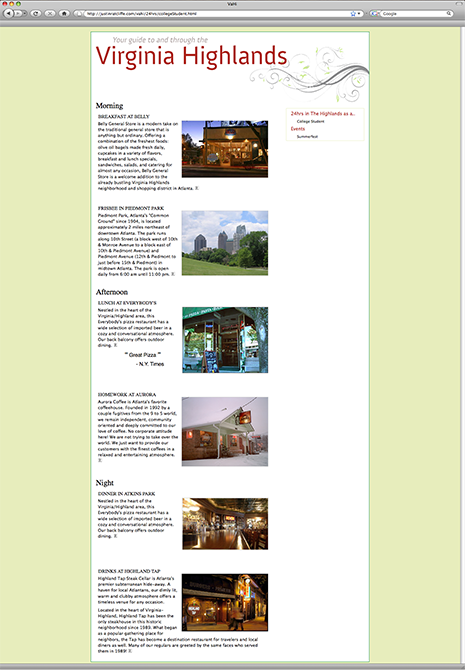 VaHi
http://justinratcliffe.com/vahi/24hrs/collegeStudent.html
Google
Your guide to and through the
Virginia Highlands
Morning
24hrs in The Highlands as a..
College Student
Events
Summerfest
BREAKFAST AT BELLY
Belly General Store is a modern take on
the traditional general store that is
anything but ordinary. Offering a
combination of the freshest foods:
olive oil bagels made fresh daily,
cupcakes in a variety of flavors,
breakfast and lunch specials,
sandwiches, salads, and catering for
almost any occasion, Belly General
Store is a welcome addition to the
already bustling Virginia Highlands
neighborhood and shopping district in Atlanta.
FRISBEE IN PIEDMONT PARK
Piedmont Park, Atlanta's "Common
Ground" since 1904, is located
approximately 2 miles northeast of
downtown Atlanta. The park runs
along 10th Street (a block west of 10th
& Monroe Avenue to a block east of
10th & Piedmont Avenue) and
Piedmont Avenue (12th & Piedmont to
just before 15th & Piedmont) in
midtown Atlanta. The park is open
daily from 6:00 am until 11:00 pm.
Afternoon
LUNCH AT EVERYBODY'S
Nestled in the heart of the
Virginia/Highland area, this
Everybody's pizza restaurant has a
wide selection of imported beer in a
cozy and conversational atmosphere.
Our back balcony offers outdoor
dining.
" Great Pizza "
- N.Y. Times
HOMEWORK AT AURORA
Aurora Coffee is Atlanta's favorite
coffeehouse. Founded in 1992 by a
couple fugitives from the 9 to 5 world,
we remain independent, community
oriented and deeply committed to our
love of coffee. No corporate attitude
here! We are not trying to take over the
world. We just want to provide our
customers with the finest coffees in a
relaxed and entertaining atmosphere.
Night
DINNER IN ATKINS PARK
Nestled in the heart of the
Virginia/Highland area, this
Everybody's pizza restaurant has a
wide selection of imported beer in a
cozy and conversational atmosphere.
Our back balcony offers outdoor
dining.
DRINKS AT HIGHLAND TAP
Highland Tap Steak Cellar is Atlanta's
premier subterranean hide-away. A
haven for local Atlantans, our dimly lit,
warm and clubby atmosphere offers a
timeless venue for any occasion.
Located in the heart of Virginia-
Highland, Highland Tap has been the
only steakhouse in this historic
neighborhood since 1989. What began
as a popular gathering place for
neighbors, the Tap has become a destination restaurant for travelers and local
diners as well. Many of our regulars are greeted by the same faces who served
them in 1989!